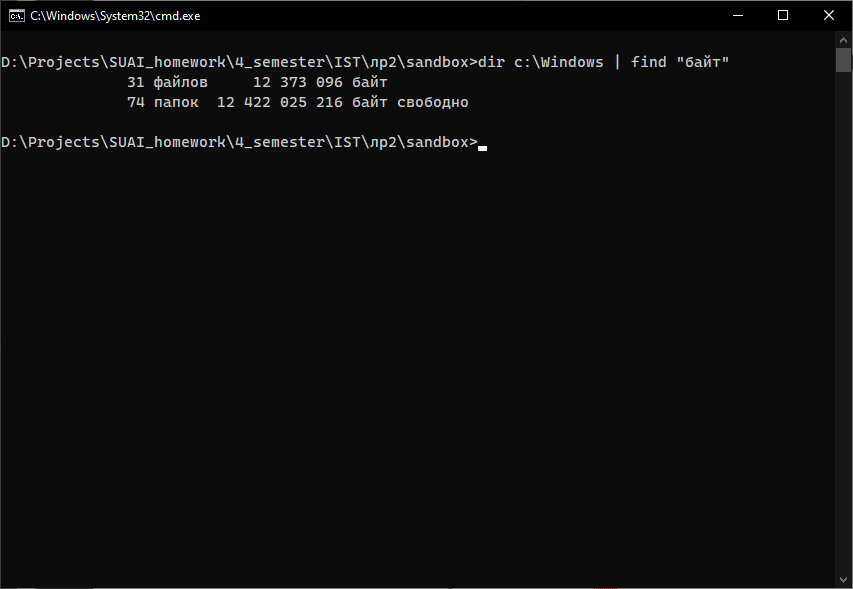 C:\Windows\System32\cmd.exe
D:\Projects\SUAI_homework\4_semester\IST\лр2\sandbox>dir c:\Windows | find "байт"
31 файлов     12 373 096 байт
74 папок  12 422 025 216 байт свободно
D:\Projects\SUAI_homework\4_semester\IST\лр2\sandbox>